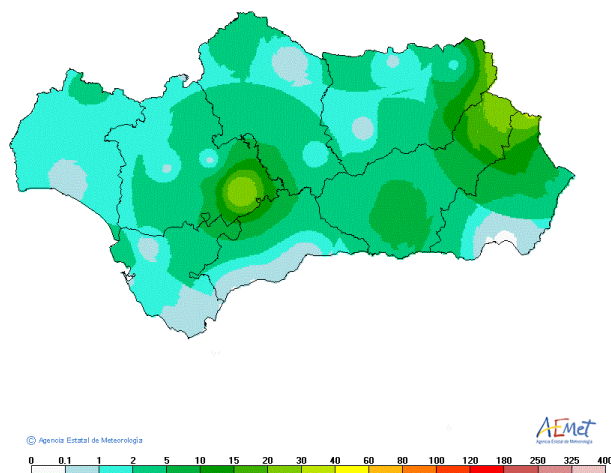 © Agencia Estatal de Meteorología
AEMet
Agencia Estatal de Meteorología
0 0.1 1 2 5 10 15 20 30 40 60 80 100 120 180 250 325 400